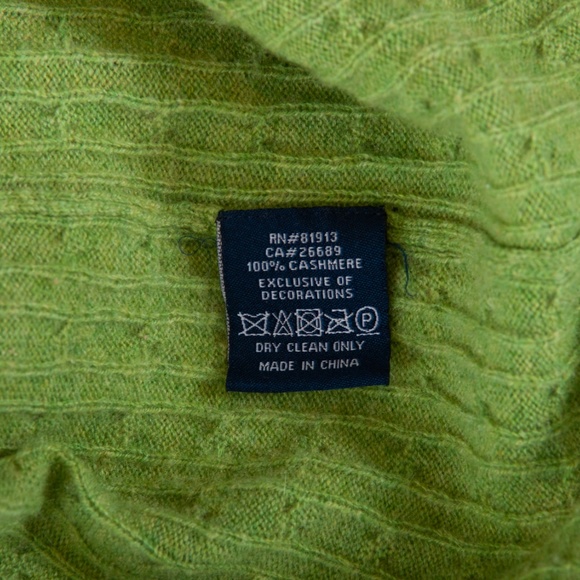 RN#81913
CA#26689
100% CASHMERE
EXCLUSIVE OF
DECORATIONS
P
DRY CLEAN ONLY
MADE IN CHINA